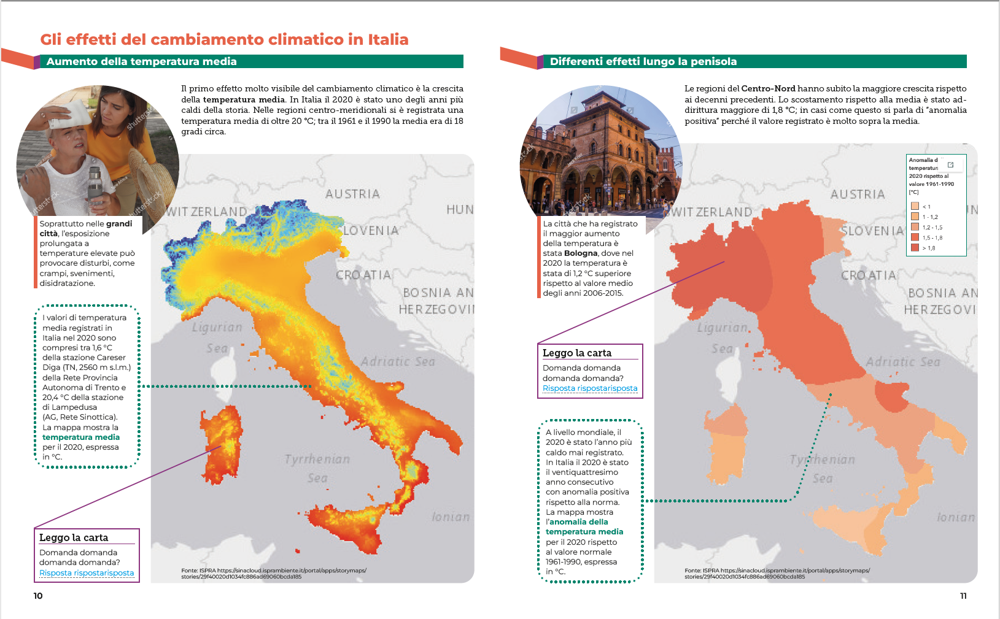 Gli effetti del cambiamento climatico in Italia
Aumento della temperatura media
Il primo effetto molto visibile del cambiamento climatico è la crescita
della temperatura media. In Italia il 2020 è stato uno degli anni più
caldi della storia. Nelle regioni centro-meridionali si è registrata una
temperatura media di oltre 20 °C; tra il 1961 e il 1990 la media era di 18
gradi circa.
shutterstock
New Africa
Soprattutto nelle grandi
città, l'esposizione
prolungata a
temperature elevate può
provocare disturbi, come
crampi, svenimenti,
disidratazione.
I valori di temperatura
media registrati in
Italia nel 2020 sono
compresi tra 1,6 °C
della stazione Careser
Diga (TN, 2560 m s.l.m.)
della Rete Provincia
Autonoma di Trento e
20,4 °C della stazione
di Lampedusa
(AG, Rete Sinottica).
La mappa mostra la
temperatura media
per il 2020, espressa
in °C.
Leggo la carta
Domanda domanda
domanda domanda?
Risposta rispostarisposta
AUSTRIA
WITZERLAND
HUN
LOVENIA
CROATIA
BOSNIA AN
HERZEGOVI
Ligurian
Sea
Adriatic Sea
Tyrrhenian
Sea
Ionian
Fonte: ISPRA https://sinacloud.isprambiente.it/portal/apps/storymaps/
stories/29f40020d1034fc886ad69060bcda185
10
Differenti effetti lungo la penisola
Le regioni del Centro-Nord hanno subito la maggiore crescita rispetto
ai decenni precedenti. Lo scostamento rispetto alla media è stato ad-
dirittura maggiore di 1,8 °C; in casi come questo si parla di "anomalia
positiva" perché il valore registrato è molto sopra la media.
Jack Krier
La città che ha registrato
il maggior aumento
della temperatura è
stata Bologna, dove nel
2020 la temperatura è
stata di 1,2 °C superiore
rispetto al valore medio
degli anni 2006-2015.
Leggo la carta
Domanda domanda
domanda domanda?
Risposta rispostarisposta
A livello mondiale, il
2020 è stato l'anno più
caldo mai registrato.
In Italia il 2020 è stato
il ventiquattresimo
anno consecutivo
con anomalia positiva
rispetto alla norma.
La mappa mostra
l'anomalia della
temperatura media
per il 2020 rispetto
al valore normale
1961-1990, espressa
in °C.
Anomalia d
temperatur
2020 rispetto al
valore 1961-1990
[°C]
< 1
1 - 1,2
1,2 - 1,5
1,5 - 1,8
> 1,8
AUSTRIA
WITZERLAND
UN
SLOVENIA
CROATIA
BOSNIA AN
HERZEGOVI
Ligurian
Sea
Adriatic Sea
Tyrrhenian
Sea
Ionian
Fonte: ISPRA https://sinacloud.isprambiente.it/portal/apps/storymaps/
stories/29f40020d1034fc886ad69060bcda185
11